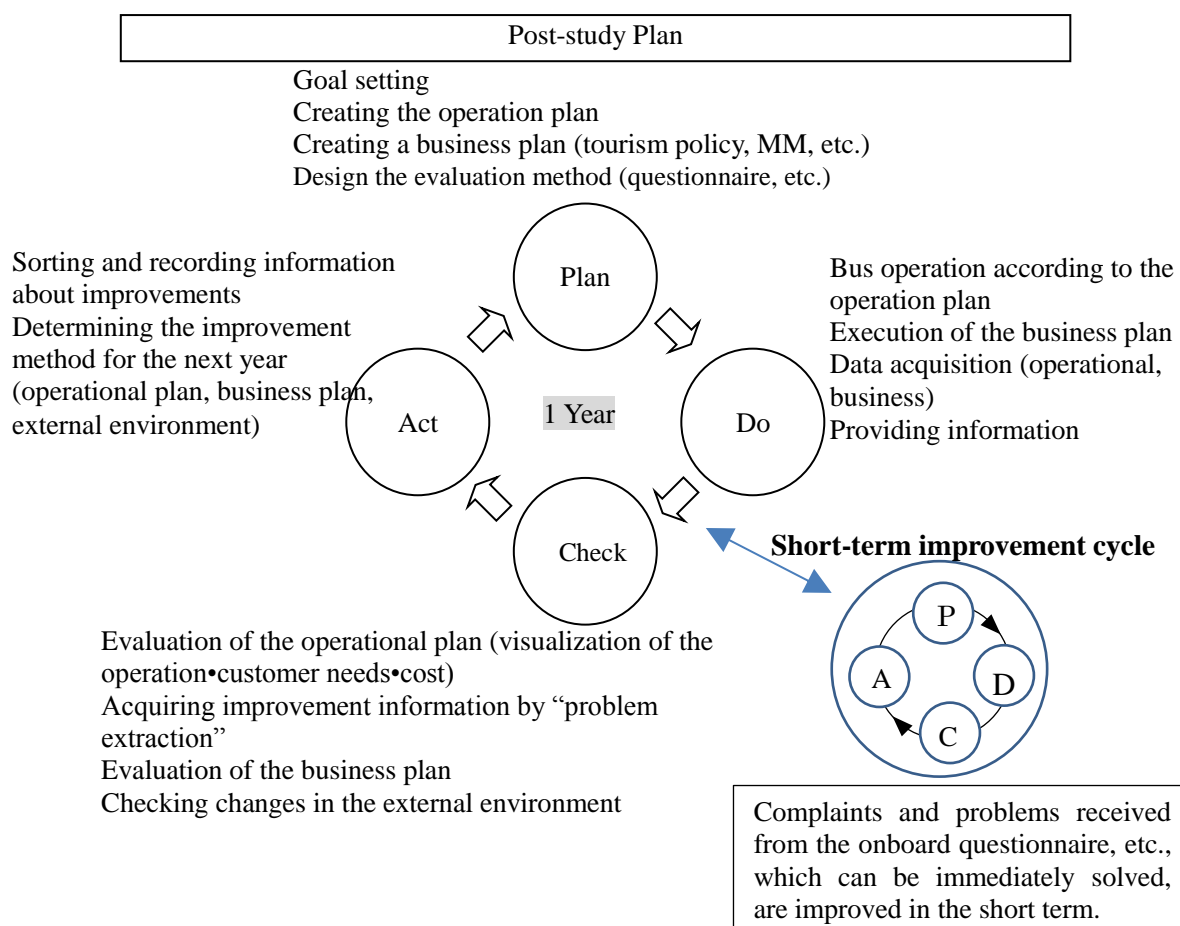 Post-study Plan
Goal setting
Creating the operation plan
Creating a business plan (tourism policy, MM, etc.)
Design the evaluation method (questionnaire, etc.)
Plan
Sorting and recording information
about improvements
Determining the improvement
method for the next year
(operational plan, business plan,
external environment)
Bus operation according to the
operation plan
Execution of the business plan
Data acquisition (operational,
business)
Providing information
Act
1 Year
Do
Check
Short-term improvement cycle
P
A
D
C
Evaluation of the operational plan (visualization of the
operation•customer needs•cost)
Acquiring improvement information by “problem
extraction”
Evaluation of the business plan
Checking changes in the external environment
Complaints and problems received
from the onboard questionnaire, etc.,
which can be immediately solved,
are improved in the short term.